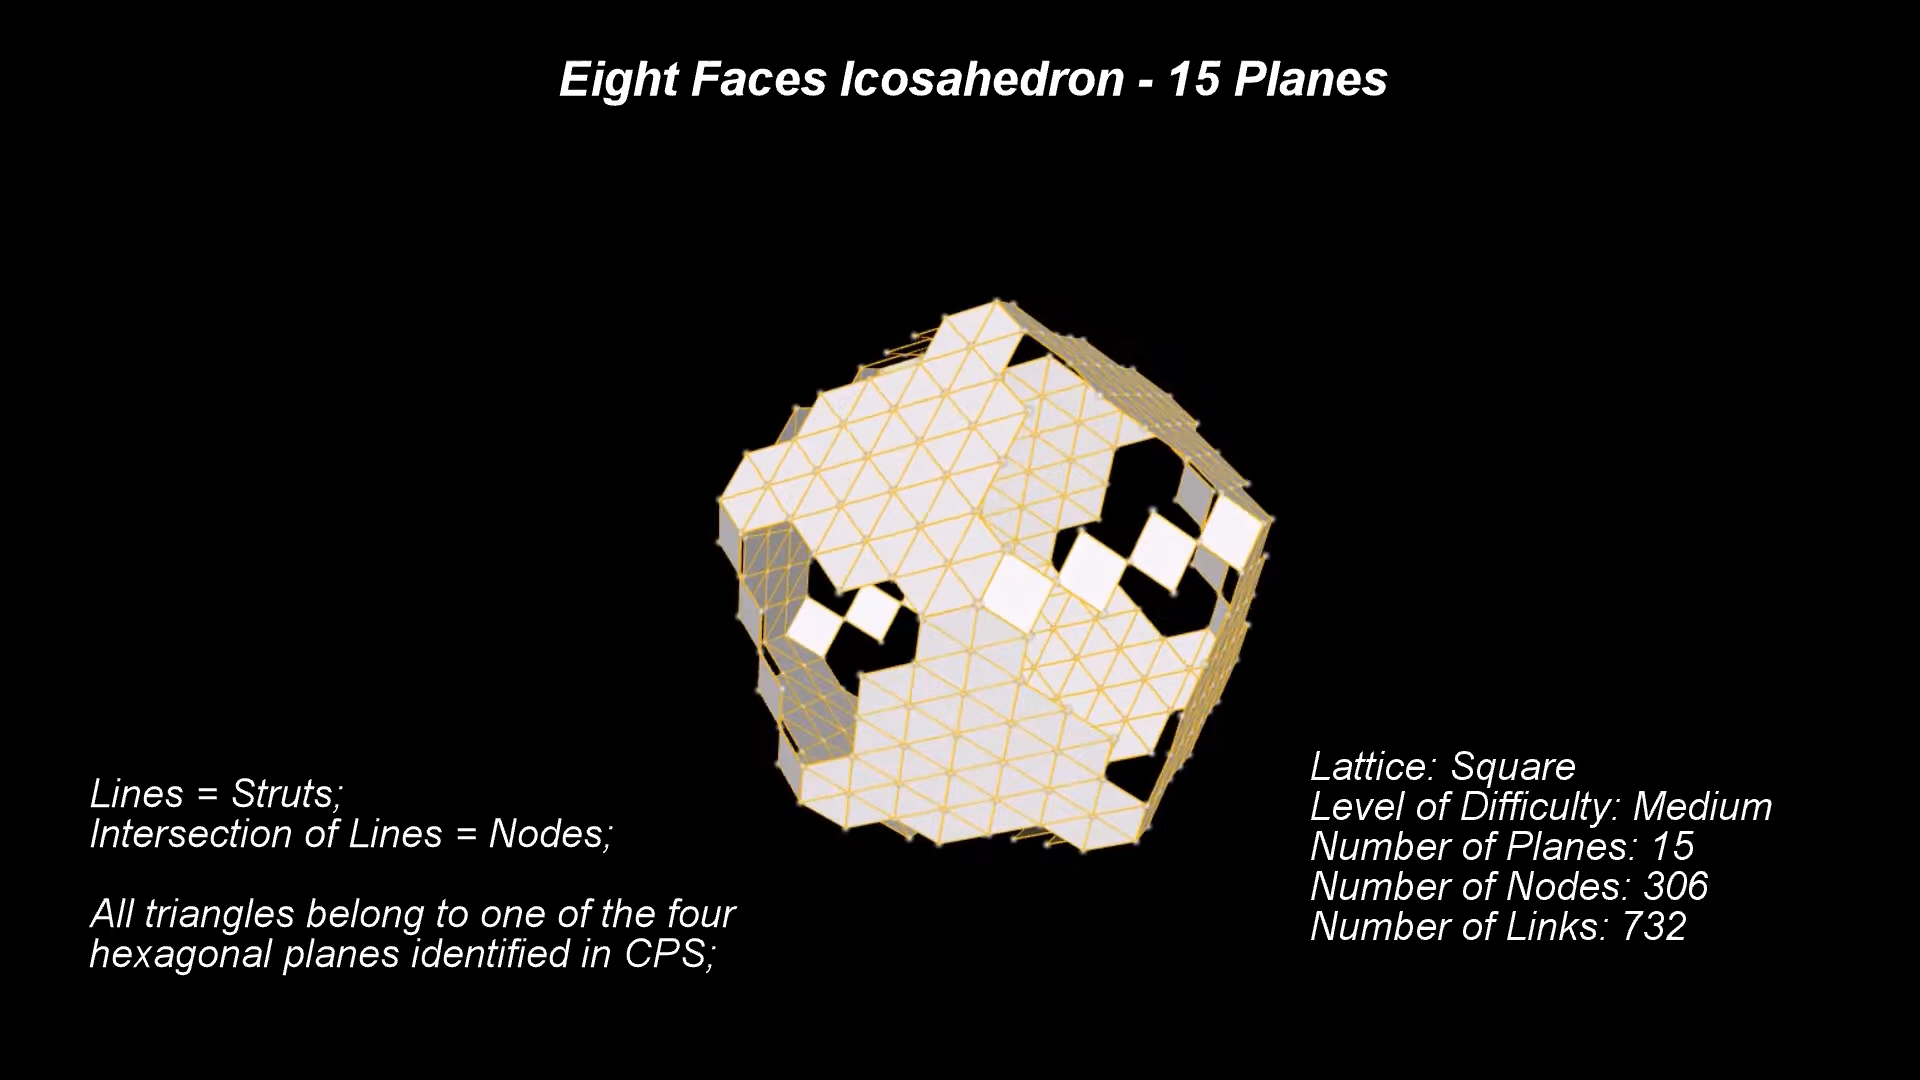 Eight Faces Icosahedron - 15 Planes
Lines = Struts;
Intersection of Lines = Nodes;
All triangles belong to one of the four
hexagonal planes identified in CPS;
Lattice: Square
Level of Difficulty: Medium
Number of Planes: 15
Number of Nodes: 306
Number of Links: 732